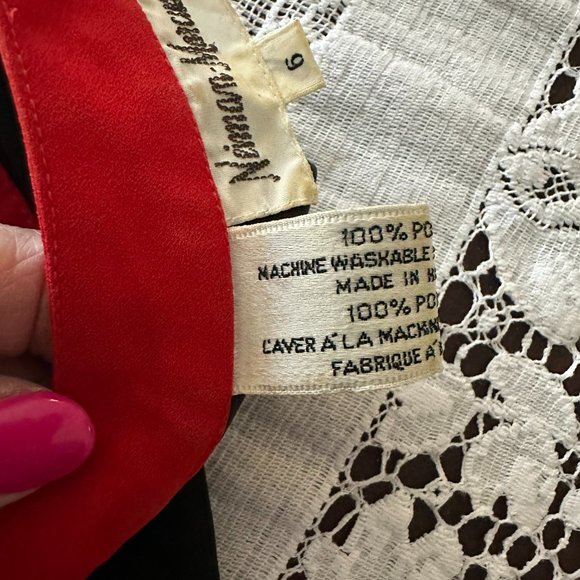 Neiman-Marcus
6
100% PO
MACHINE WASHABLE
MADE IN H
100% PO
LAVER A LA MACHIN
FABRIQUE A